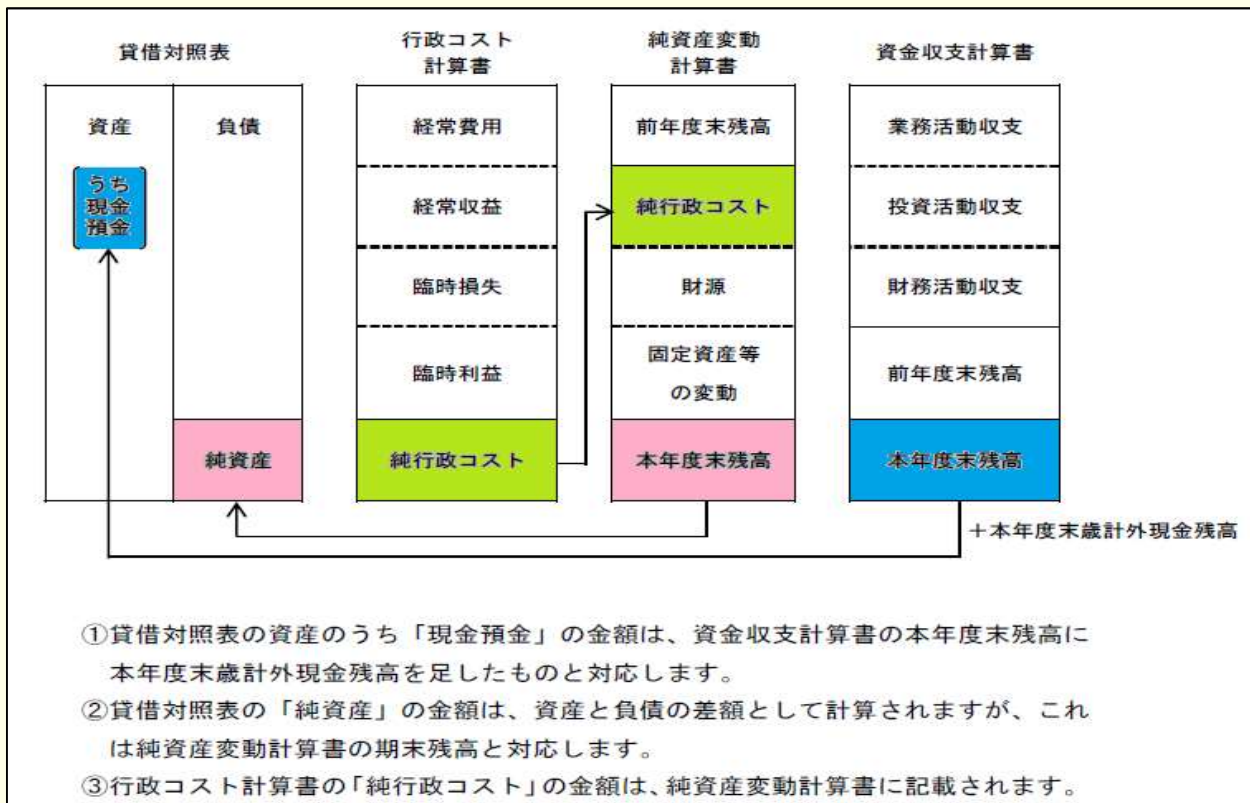 貸借対照表
行政コスト
計算書
純資産変動
計算書
資金収支計算書
資産
負債
うち
現金
預金
純資産
経常費用
経常収益
臨時損失
臨時利益
純行政コスト
前年度末残高
純行政コスト
財源
固定資産等
の変動
本年度末残高
業務活動収支
投資活動収支
財務活動収支
前年度末残高
本年度末残高
+本年度末歳計外現金残高
①貸借対照表の資産のうち「現金預金」の金額は、資金収支計算書の本年度末残高に
本年度末歳計外現金残高を足したものと対応します。
②貸借対照表の「純資産」の金額は、資産と負債の差額として計算されますが、これ
は純資産変動計算書の期末残高と対応します。
③行政コスト計算書の「純行政コスト」の金額は、純資産変動計算書に記載されます。